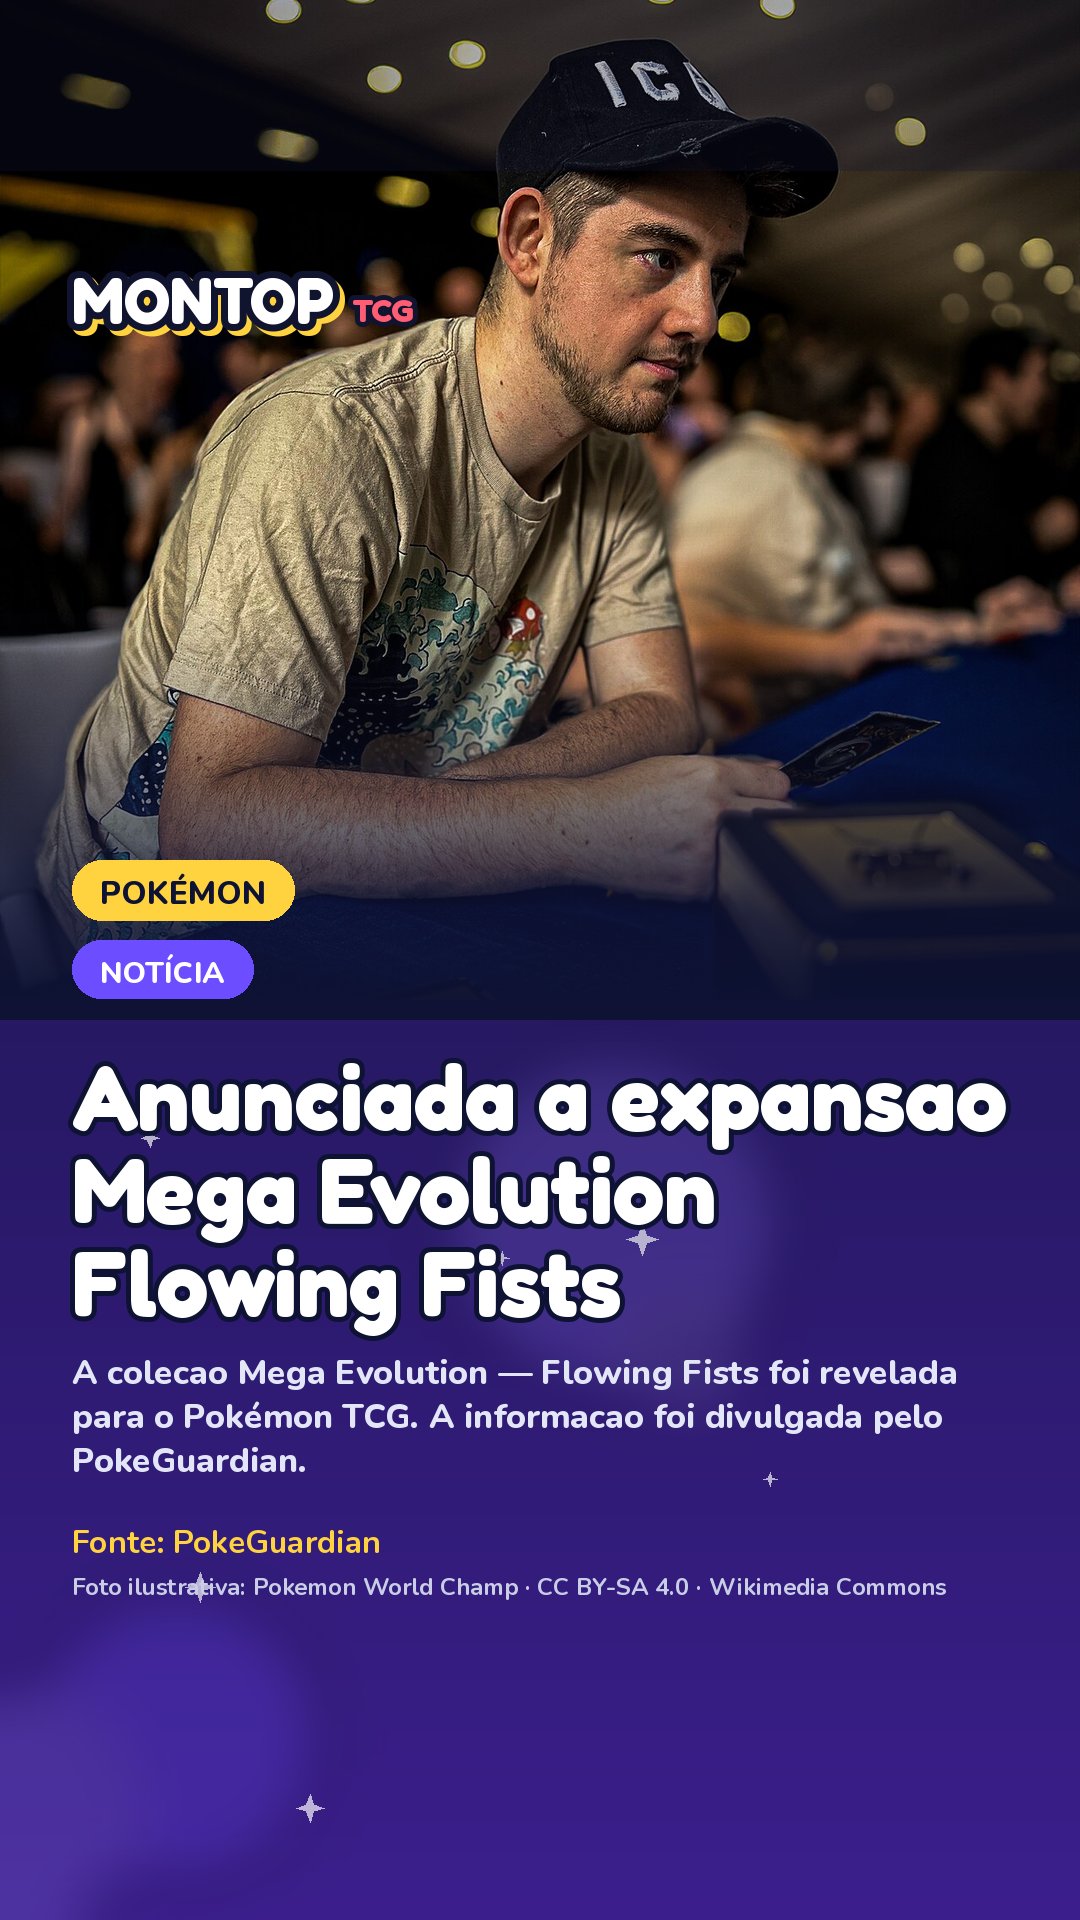 ICG
MONTOP TCG
POKÉMON
NOTÍCIA
Anunciada a expansao
Mega Evolution
Flowing Fists
A colecao Mega Evolution — Flowing Fists foi revelada
para o Pokémon TCG. A informacao foi divulgada pelo
PokeGuardian.
Fonte: PokeGuardian
Foto ilustrativa: Pokemon World Champ · CC BY-SA 4.0 · Wikimedia Commons